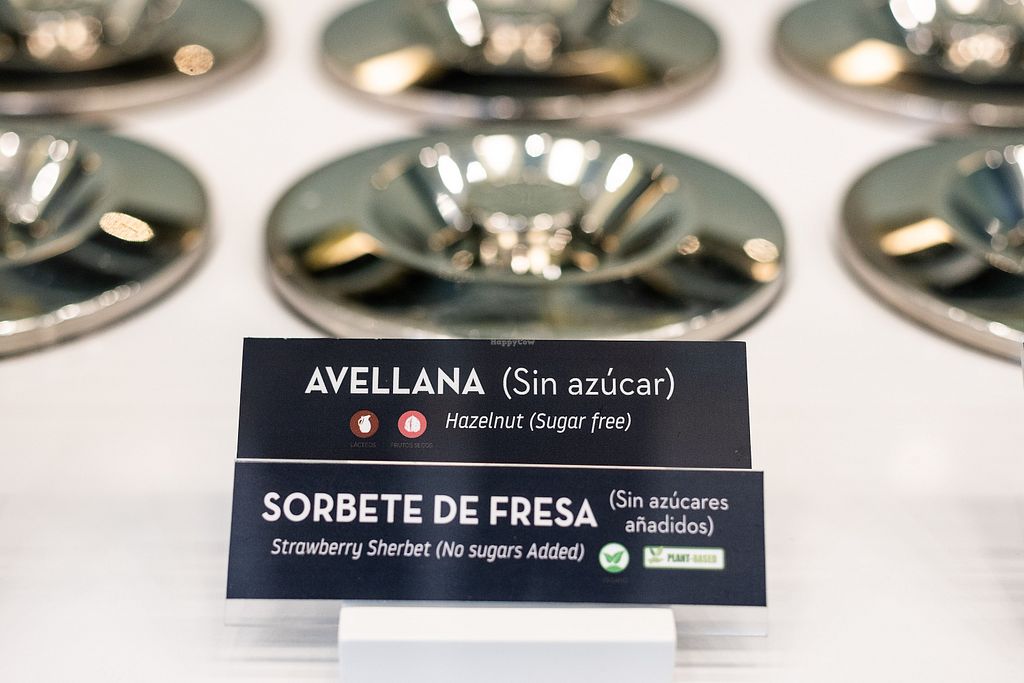 HappyCow
AVELLANA (Sin azúcar)
Hazelnut (Sugar free)
LÁCTEOS FRUTOS SECOS
SORBETE DE FRESA (Sin azúcares
añadidos)
Strawberry Sherbet (No sugars Added)
PLANT-BASED
VEGANO